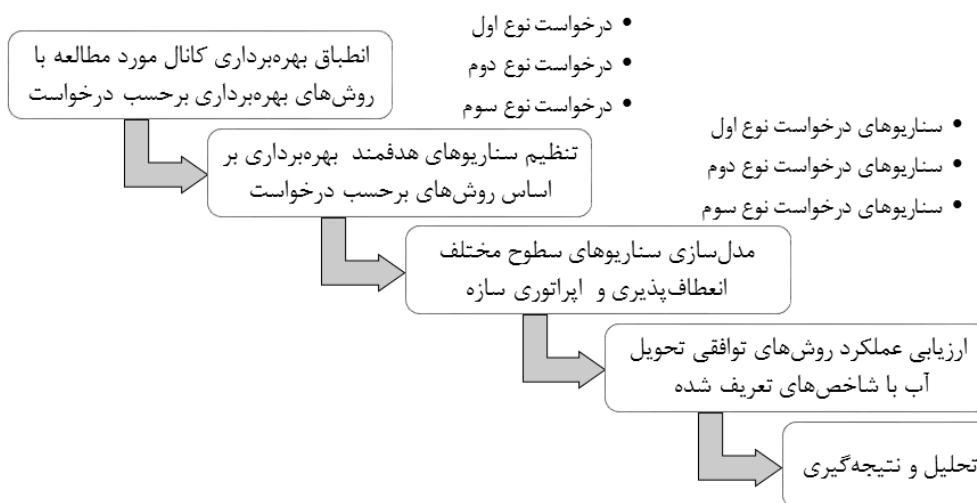 • درخواست نوع اول
• درخواست نوع دوم
• درخواست نوع سوم
انطباق بهره‌برداری کانال مورد مطالعه با
روش‌های بهره‌برداری برحسب درخواست
• سناریوهای درخواست نوع اول
• سناریوهای درخواست نوع دوم
• سناریوهای درخواست نوع سوم
تنظیم سناریوهای هدفمند بهره‌برداری بر
اساس روش‌های برحسب درخواست
مدل‌سازی سناریوهای سطوح مختلف
انعطاف‌پذیری و اپراتوری سازه
ارزیابی عملکرد روش‌های توافقی تحویل
آب با شاخص‌های تعریف شده
تحلیل و نتیجه‌گیری